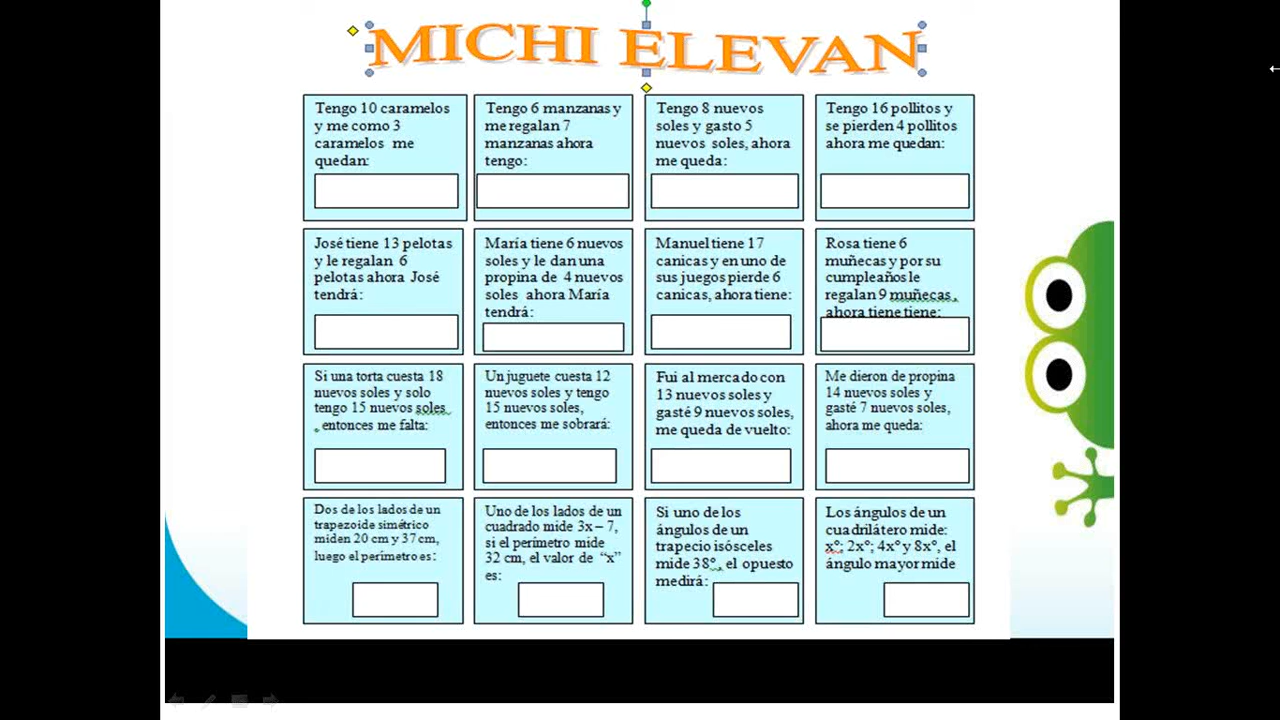 MICHI ELEVAN
Tengo 10 caramelos
y me como 3
caramelos me
quedan:
Tengo 6 manzanas y
me regalan 7
manzanas ahora
tengo:
Tengo 8 nuevos
soles y gasto 5
nuevos soles, ahora
me queda:
Tengo 16 pollitos y
se pierden 4 pollitos
ahora me quedan:
José tiene 13 pelotas
y le regalan 6
pelotas ahora José
tendrá:
María tiene 6 nuevos
soles y le dan una
propina de 4 nuevos
soles ahora María
tendrá:
Manuel tiene 17
canicas y en uno de
sus juegos pierde 6
canicas, ahora tiene:
Rosa tiene 6
muñecas y por su
cumpleaños le
regalan 9 muñecas,
ahora tiene tiene:
Si una torta cuesta 18
nuevos soles y solo
tengo 15 nuevos soles
, entonces me falta:
Un juguete cuesta 12
nuevos soles y tengo
15 nuevos soles,
entonces me sobrará:
Fui al mercado con
13 nuevos soles y
gasté 9 nuevos soles,
me queda de vuelto:
Me dieron de propina
14 nuevos soles y
gasté 7 nuevos soles,
ahora me queda:
Dos de los lados de un
trapezoide simétrico
miden 20 cm y 37 cm,
luego el perímetro es:
Uno de los lados de un
cuadrado mide 3x – 7,
si el perímetro mide
32 cm, el valor de “x”
es:
Si uno de los
ángulos de un
trapecio isósceles
mide 38°, el opuesto
medirá:
Los ángulos de un
cuadrilátero mide:
x°; 2x°; 4x° y 8x°, el
ángulo mayor mide